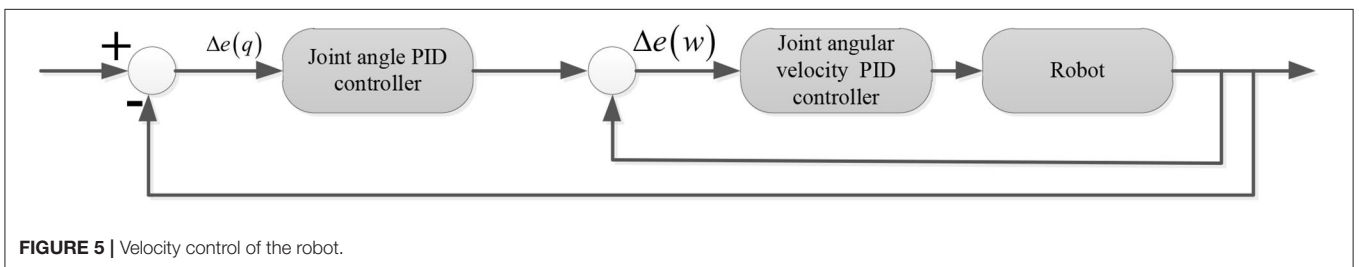 +
-
Δe(q)
Joint angle PID
controller
Δe(w)
Joint angular
velocity PID
controller
Robot
FIGURE 5 | Velocity control of the robot.